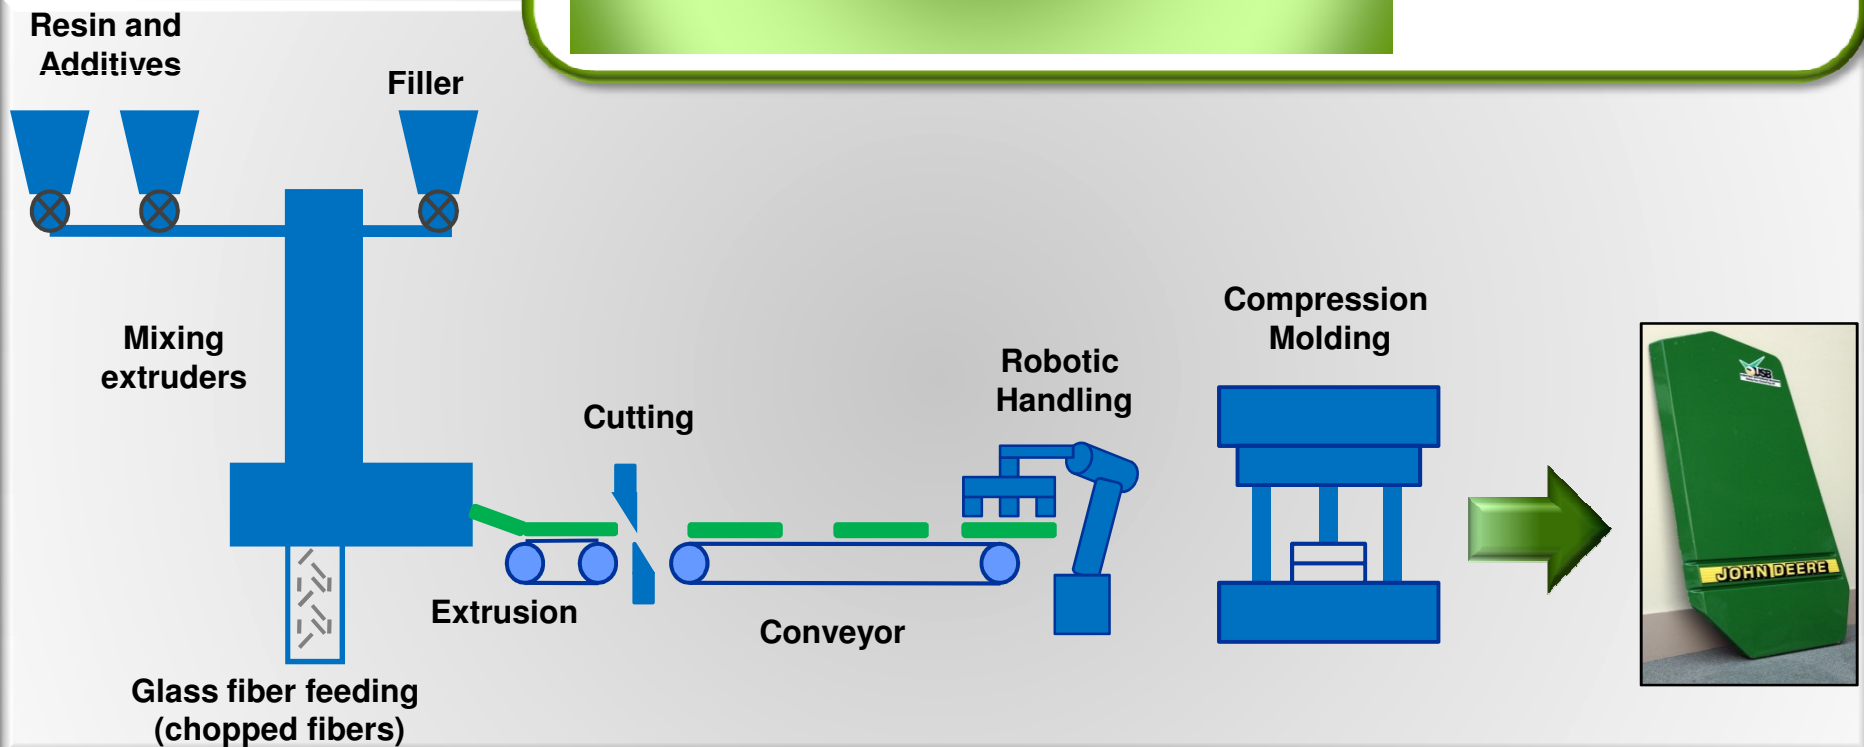 Resin and
Additives
Filler
Mixing
extruders
Cutting
Extrusion
Conveyor
Robotic
Handling
Compression
Molding
Glass fiber feeding
(chopped fibers)
USB
JOHN DEERE